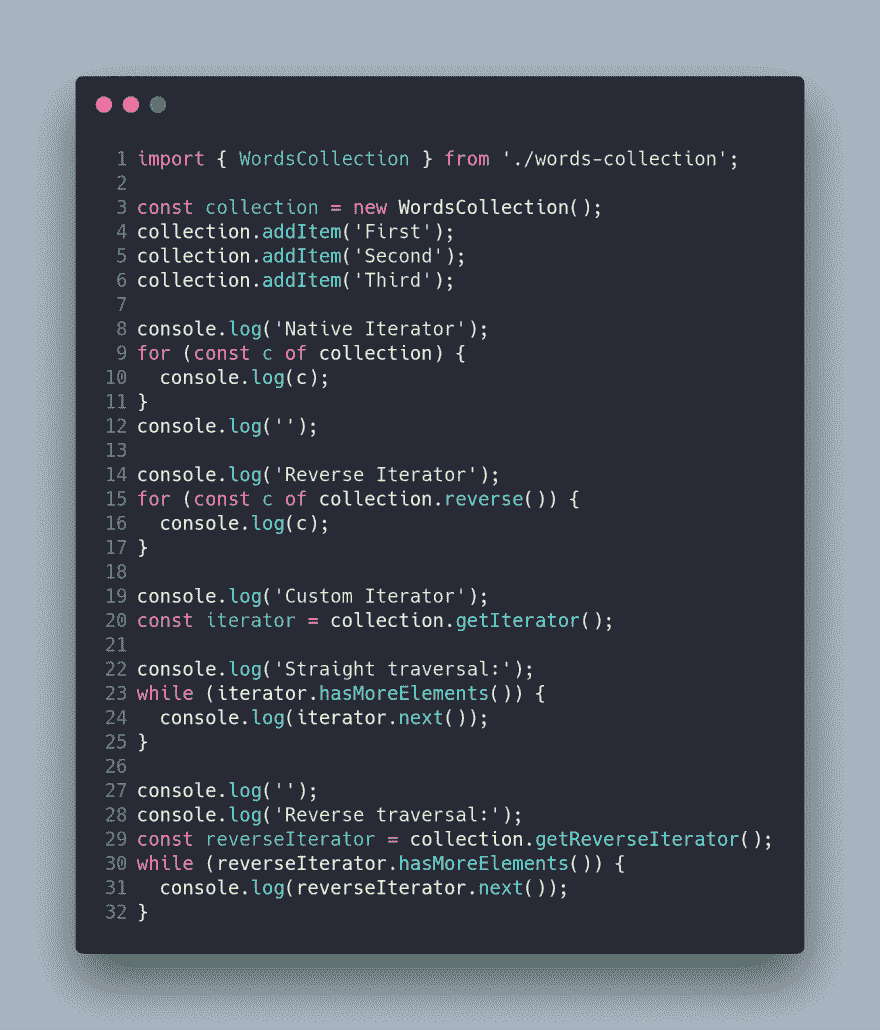 1 import { WordsCollection } from './words-collection';
2
3 const collection = new WordsCollection();
4 collection.addItem('First');
5 collection.addItem('Second');
6 collection.addItem('Third');
7
8 console.log('Native Iterator');
9 for (const c of collection) {
10   console.log(c);
11 }
12 console.log('');
13
14 console.log('Reverse Iterator');
15 for (const c of collection.reverse()) {
16   console.log(c);
17 }
18
19 console.log('Custom Iterator');
20 const iterator = collection.getIterator();
21
22 console.log('Straight traversal:');
23 while (iterator.hasMoreElements()) {
24   console.log(iterator.next());
25 }
26
27 console.log('');
28 console.log('Reverse traversal:');
29 const reverseIterator = collection.getReverseIterator();
30 while (reverseIterator.hasMoreElements()) {
31   console.log(reverseIterator.next());
32 }